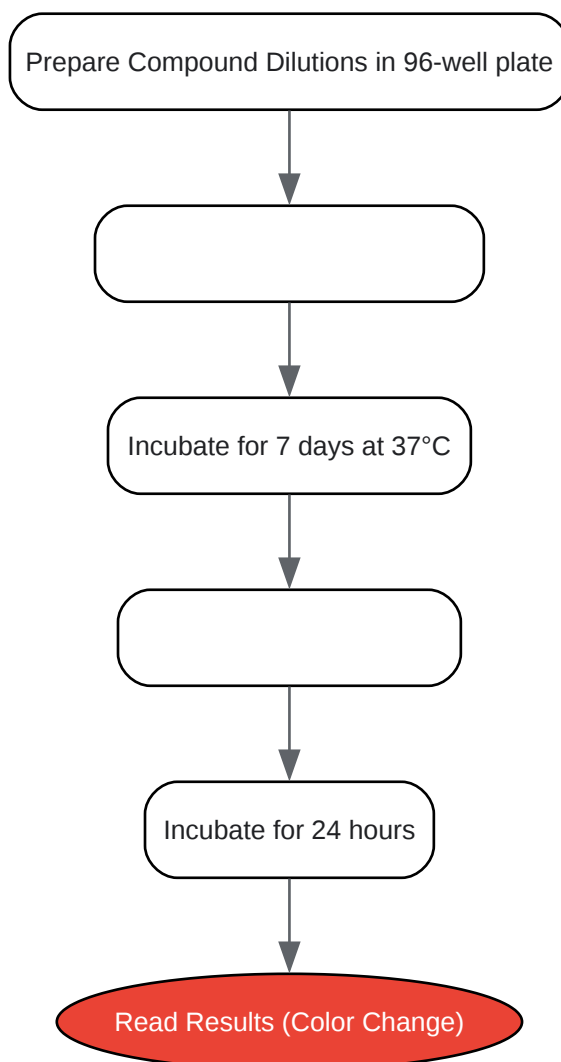 Prepare Compound Dilutions in 96-well plate
Incubate for 7 days at 37°C
Incubate for 24 hours
Read Results (Color Change)